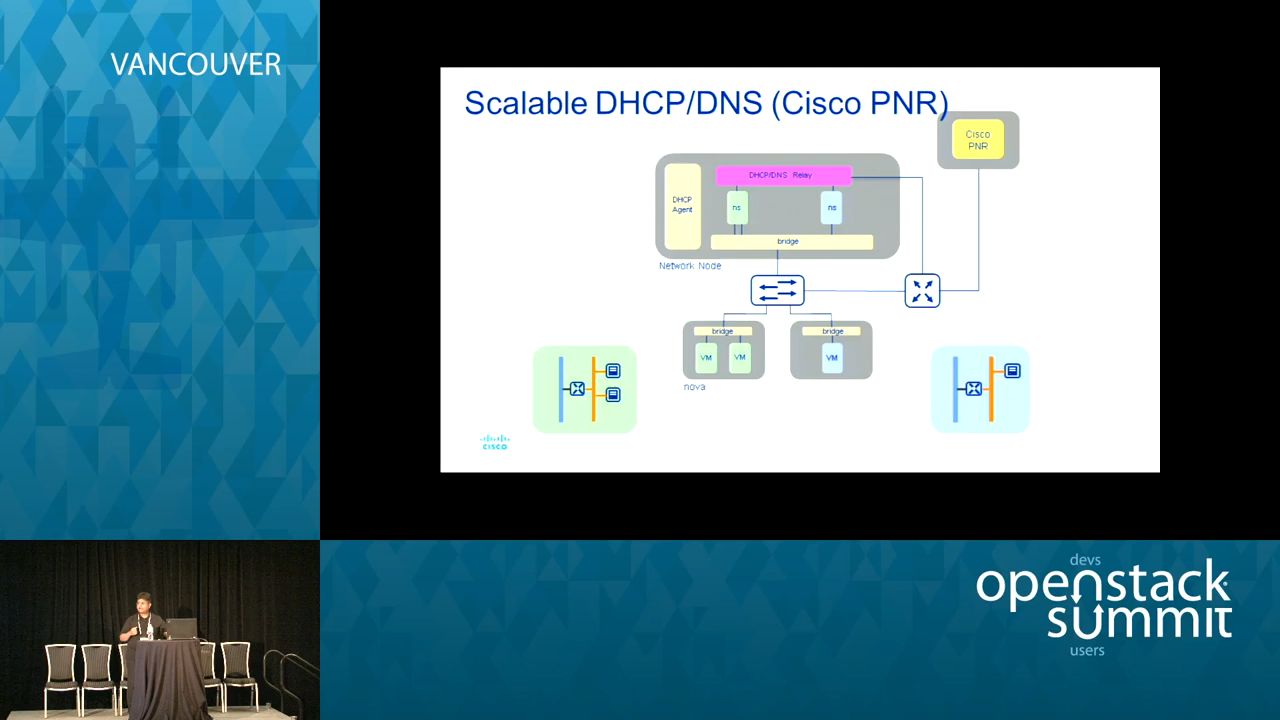 VANCOUVER
Scalable DHCP/DNS (Cisco PNR)
Cisco
PNR
DHCP/DNS Relay
DHCP
Agent
ns
ns
bridge
Network Node
bridge
bridge
VM
VM
VM
nova
CISCO
devs
openstack
summit
users